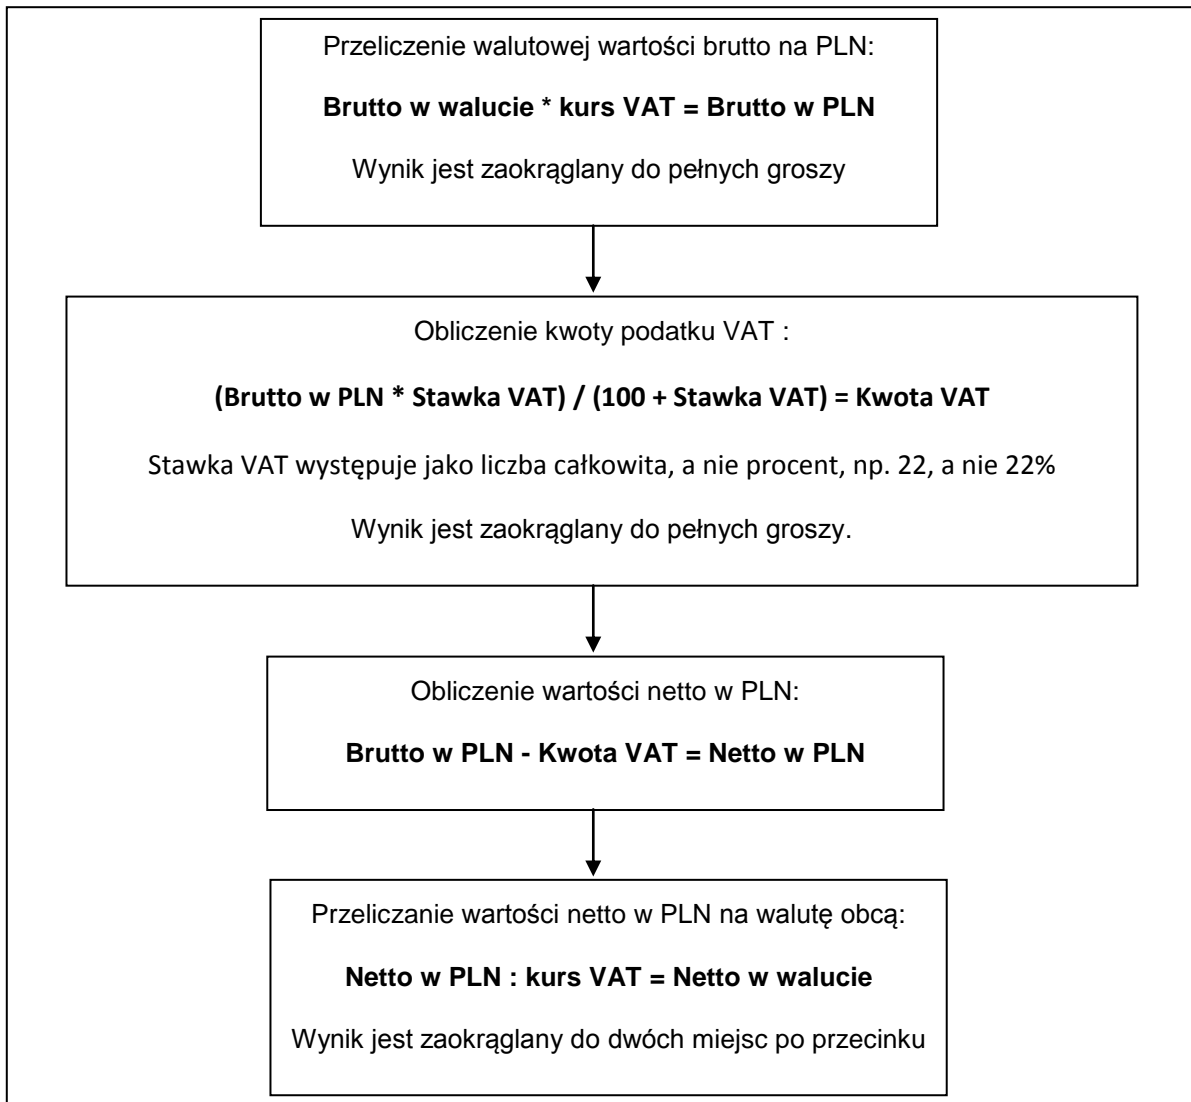 Przeliczenie walutowej wartości brutto na PLN:
Brutto w walucie * kurs VAT = Brutto w PLN
Wynik jest zaokrąglany do pełnych groszy
Obliczenie kwoty podatku VAT :
(Brutto w PLN * Stawka VAT) / (100 + Stawka VAT) = Kwota VAT
Stawka VAT występuje jako liczba całkowita, a nie procent, np. 22, a nie 22%
Wynik jest zaokrąglany do pełnych groszy.
Obliczenie wartości netto w PLN:
Brutto w PLN - Kwota VAT = Netto w PLN
Przeliczanie wartości netto w PLN na walutę obcą:
Netto w PLN : kurs VAT = Netto w walucie
Wynik jest zaokrąglany do dwóch miejsc po przecinku